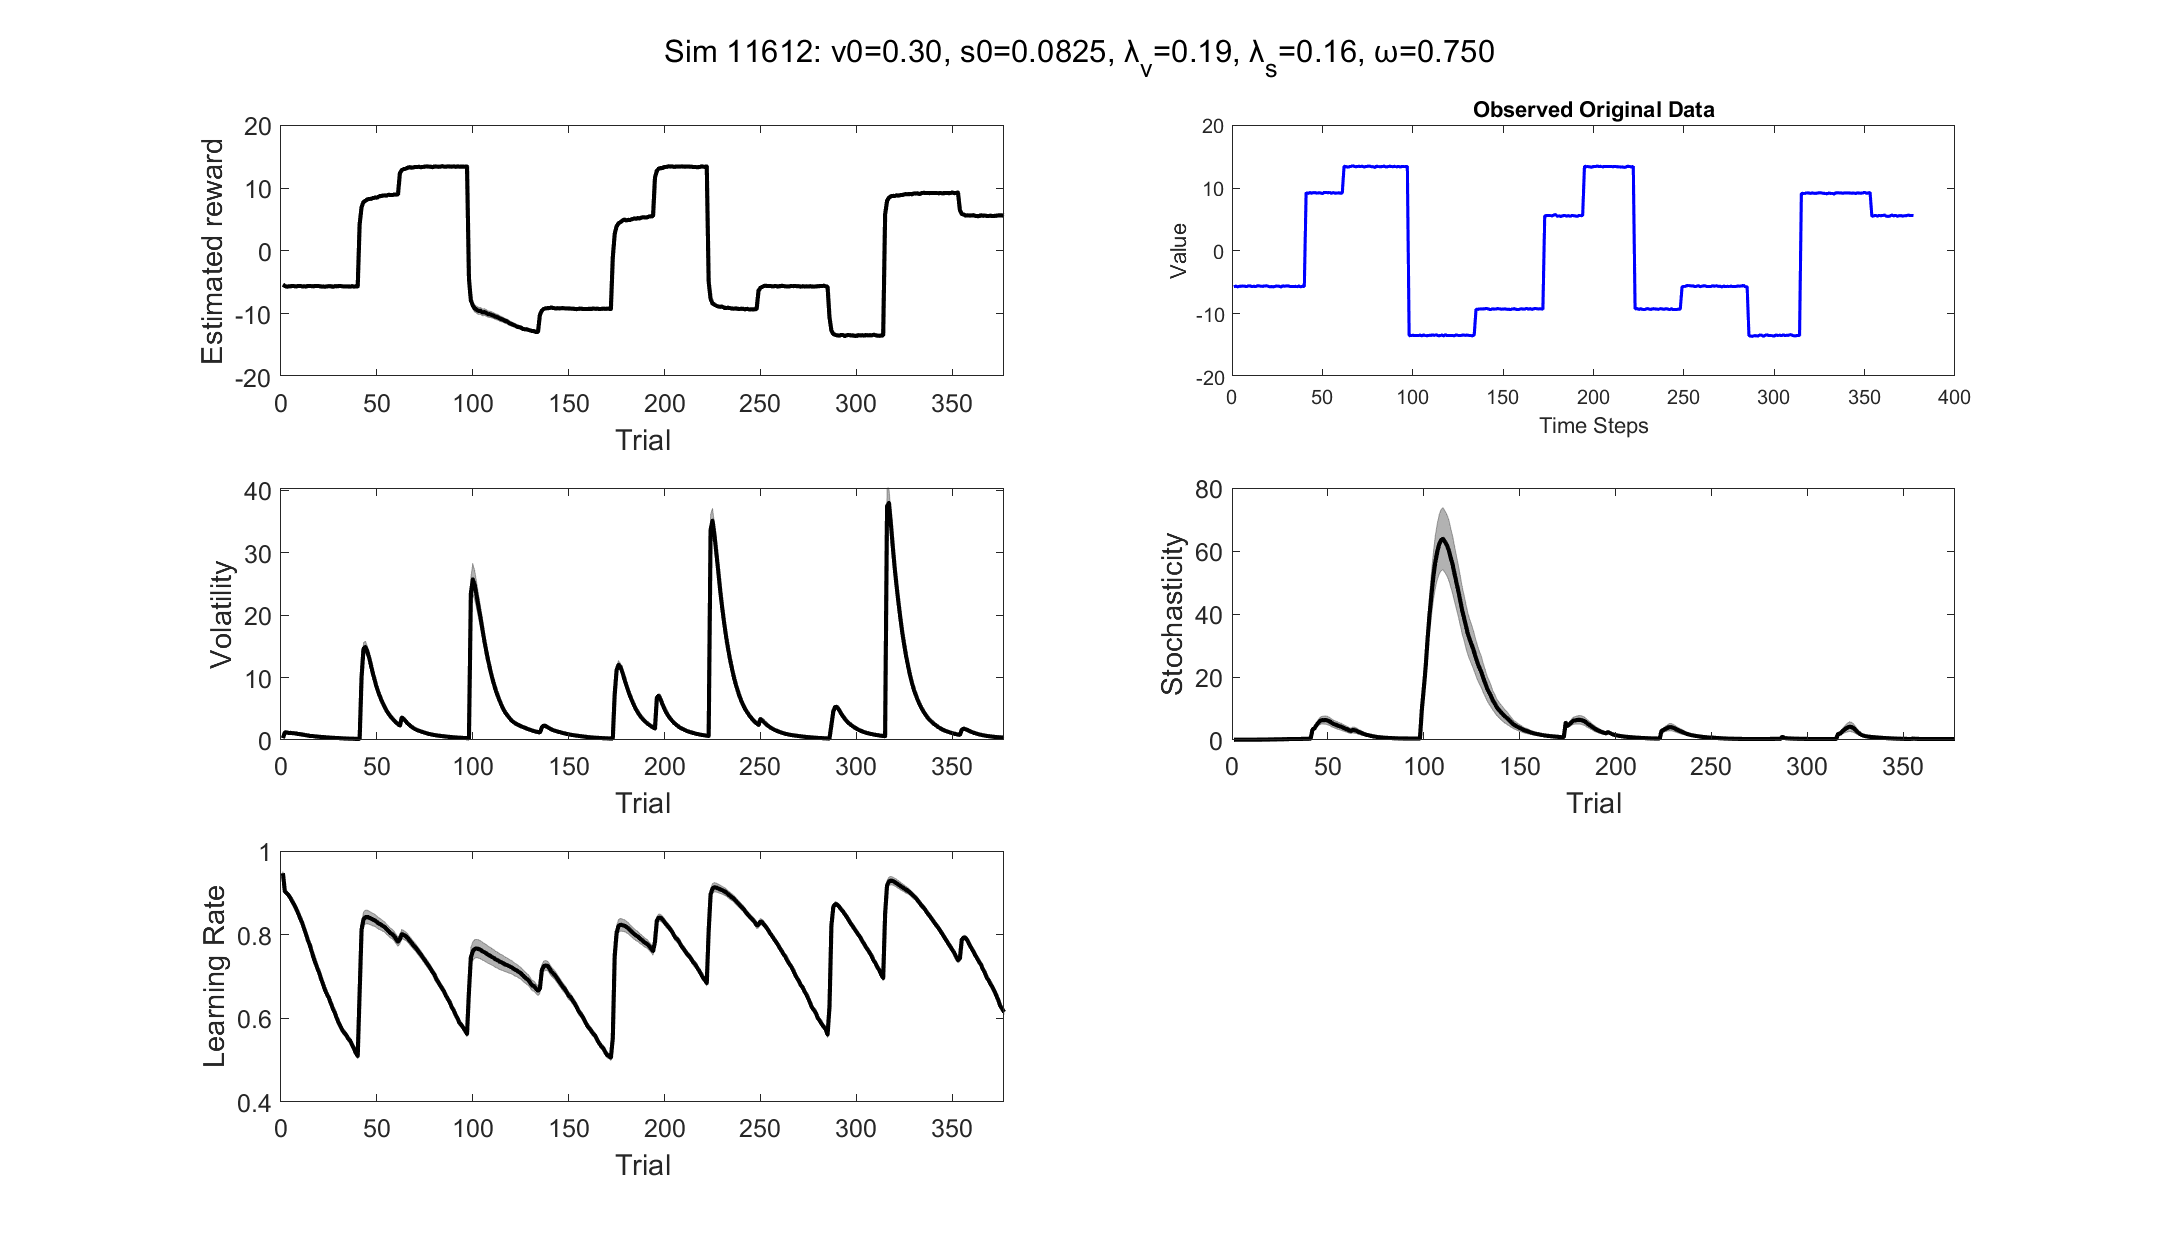 Sim 11612: v0=0.30, s0=0.0825, λv=0.19, λs=0.16, ω=0.750
Estimated reward
20
10
0
-10
-20
0 50 100 150 200 250 300 350
Trial
Observed Original Data
Value
20
10
0
-10
-20
0 50 100 150 200 250 300 350 400
Time Steps
Volatility
40
30
20
10
0
0 50 100 150 200 250 300 350
Trial
Stochasticity
80
60
40
20
0
0 50 100 150 200 250 300 350
Trial
Learning Rate
1
0.8
0.6
0.4
0 50 100 150 200 250 300 350
Trial